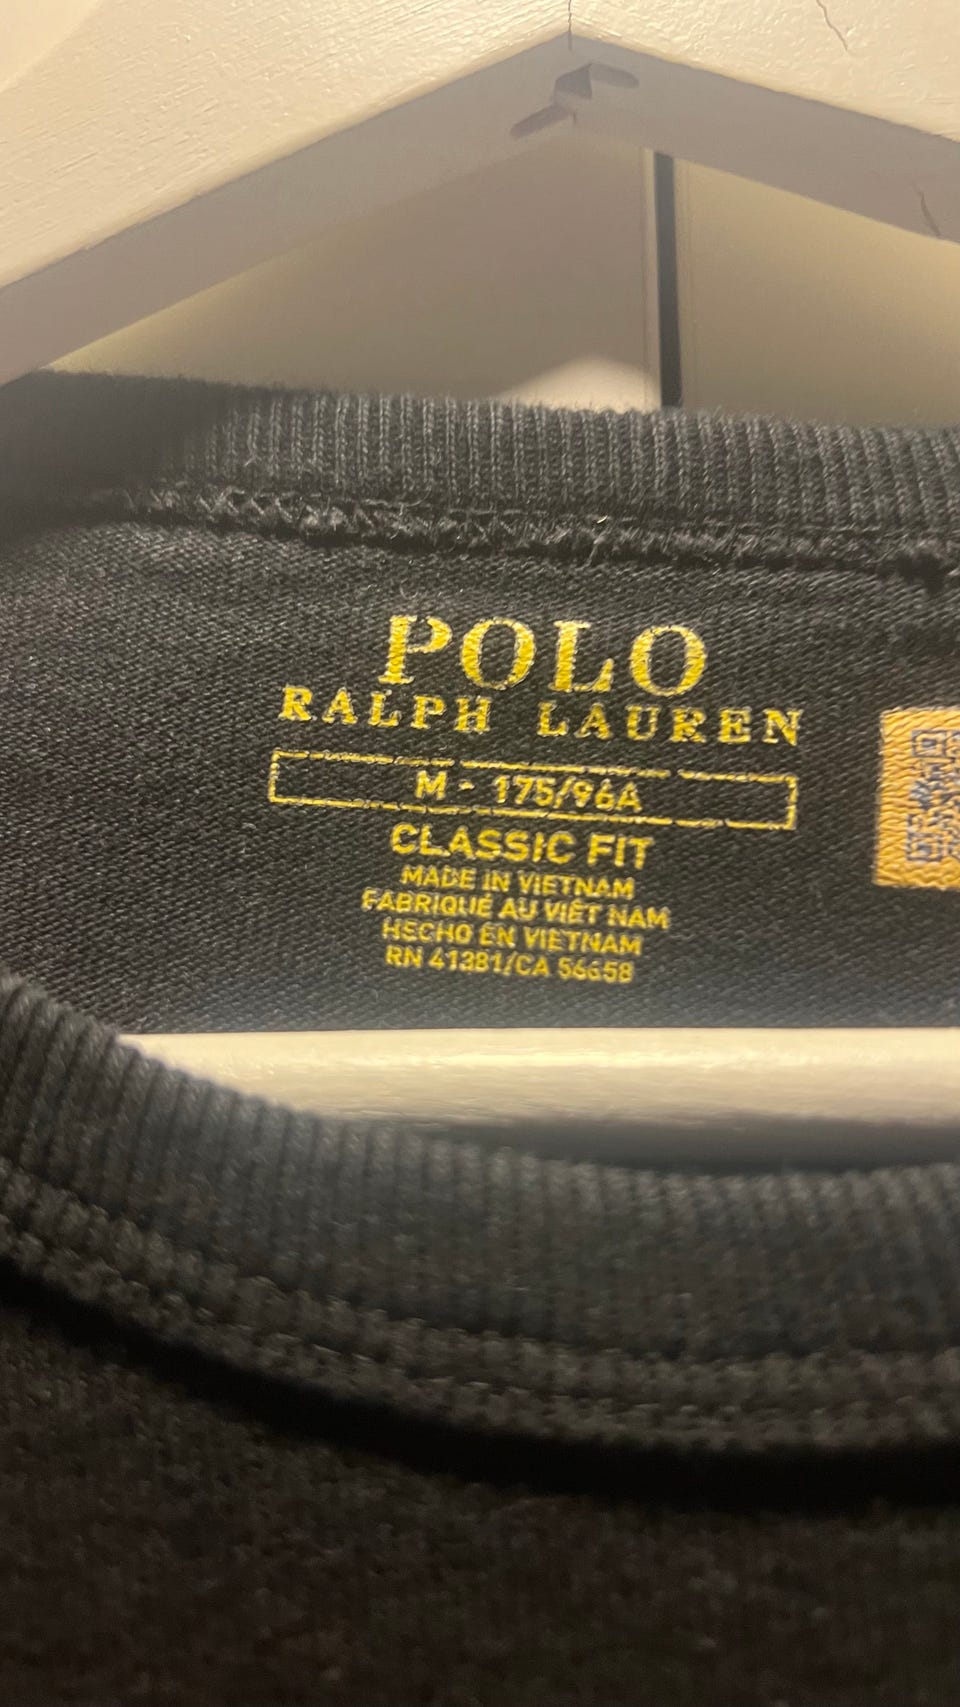 POLO
RALPH LAUREN
M - 175/96A
CLASSIC FIT
MADE IN VIETNAM
FABRIQUÉ AU VIÊT NAM
HECHO EN VIETNAM
RN 41381/CA 56658